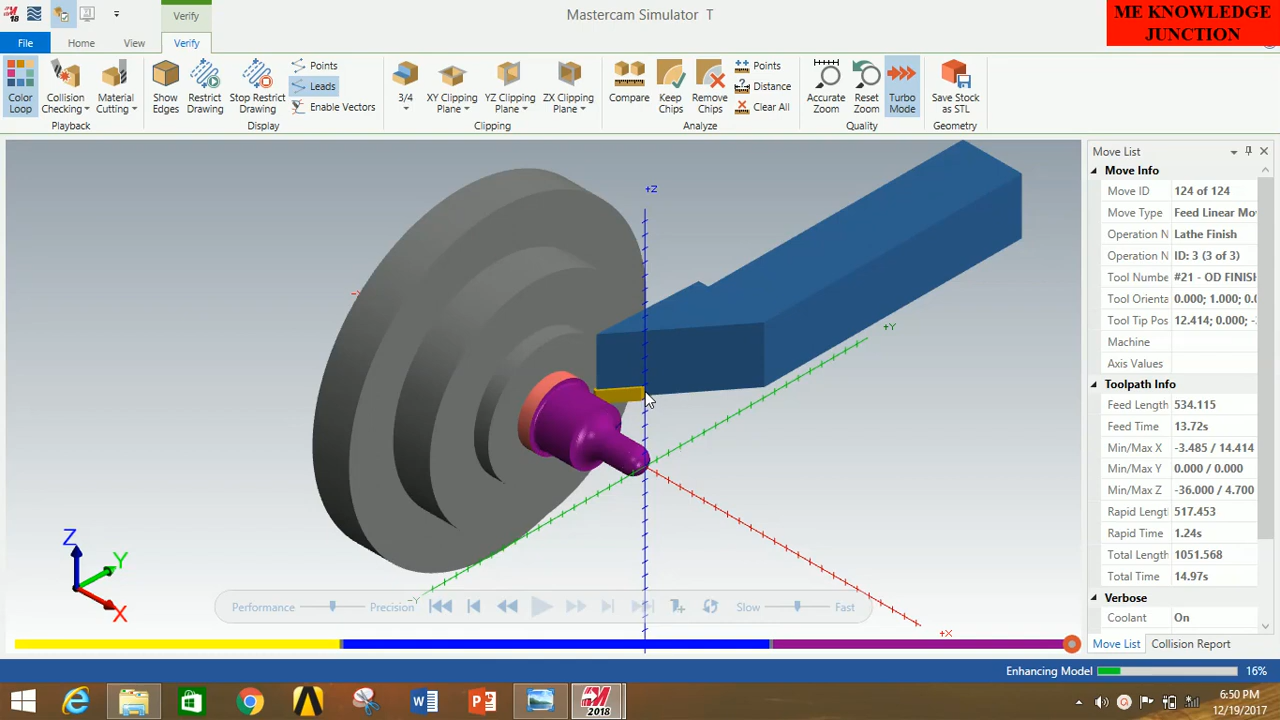 18
Verify
Mastercam Simulator T
ME KNOWLEDGE
JUNCTION
File
Home
View
Verify
Color
Loop
Collision
Checking
Material
Cutting
Playback
Show
Edges
Restrict
Drawing
Stop Restrict
Drawing
Points
Leads
Enable Vectors
Display
3/4
XY Clipping
Plane
YZ Clipping
Plane
ZX Clipping
Plane
Clipping
Compare
Keep
Chips
Remove
Chips
Points
Distance
Clear All
Analyze
Accurate
Zoom
Reset
Zoom
Turbo
Mode
Quality
Save Stock
as STL
Geometry
+Z
+Y
-Y
+X
Z
Y
X
Performance
Precision
Slow
Fast
Move List
Move Info
Move ID 124 of 124
Move Type Feed Linear Mo
Operation N Lathe Finish
Operation N ID: 3 (3 of 3)
Tool Number #21 - OD FINISH
Tool Orienta 0.000; 1.000; 0.0
Tool Tip Pos 12.414; 0.000; -
Machine
Axis Values
Toolpath Info
Feed Length 534.115
Feed Time 13.72s
Min/Max X -3.485 / 14.414
Min/Max Y 0.000 / 0.000
Min/Max Z -36.000 / 4.700
Rapid Length 517.453
Rapid Time 1.24s
Total Length 1051.568
Total Time 14.97s
Verbose
Coolant On
Move List
Collision Report
Enhancing Model
16%
2018
6:50 PM
12/19/2017